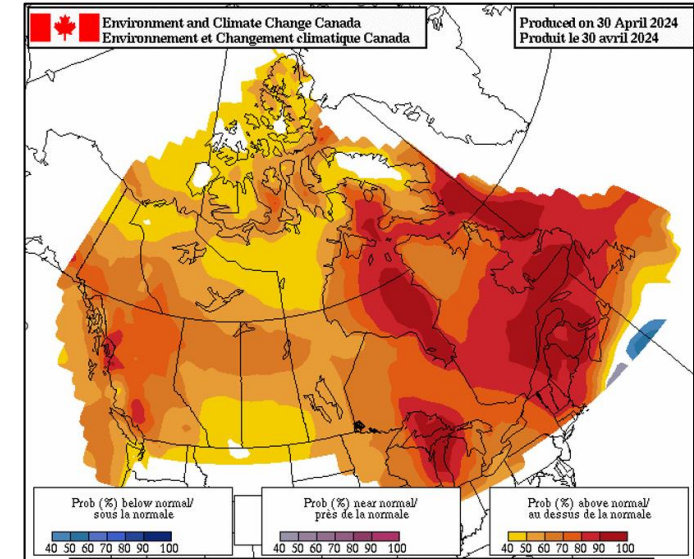 Environment and Climate Change Canada
Environnement et Changement climatique Canada
Produced on 30 April 2024
Produit le 30 avril 2024
Prob (%) below normal/
sous la normale
40 50 60 70 80 90 100
Prob (%) near normal/
près de la normale
40 50 60 70 80 90 100
Prob (%) above normal/
au dessus de la normale
40 50 60 70 80 90 100